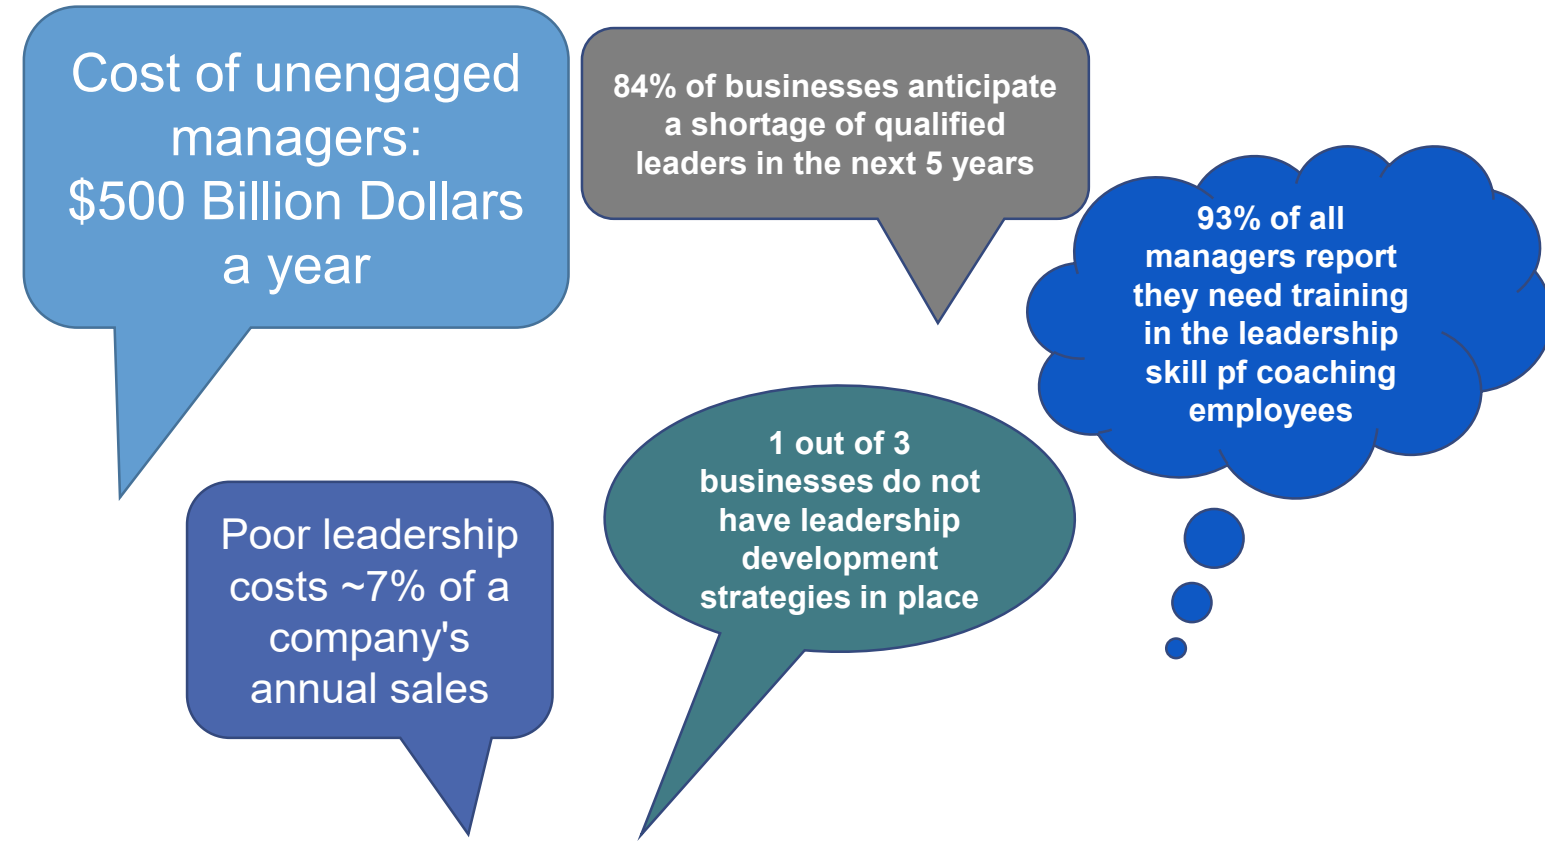 Cost of unengaged
managers:
$500 Billion Dollars
a year
84% of businesses anticipate
a shortage of qualified
leaders in the next 5 years
93% of all
managers report
they need training
in the leadership
skill pf coaching
employees
1 out of 3
businesses do not
have leadership
development
strategies in place
Poor leadership
costs ~7% of a
company's
annual sales